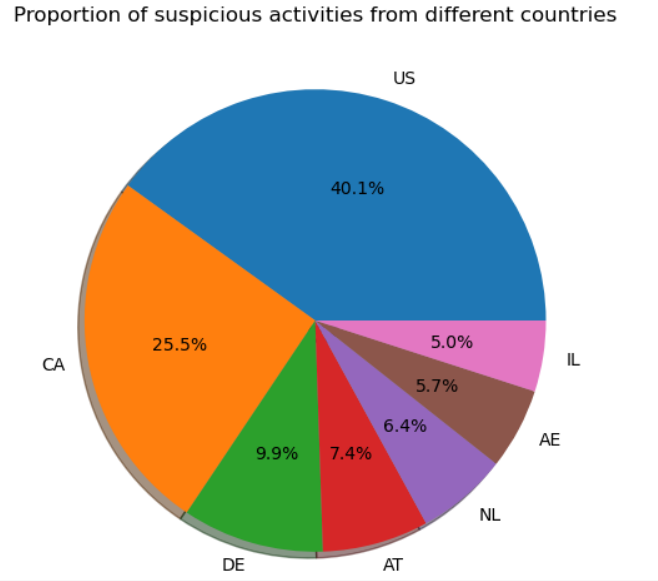 Proportion of suspicious activities from different countries
US
40.1%
CA
25.5%
5.0%
IL
5.7%
AE
6.4%
NL
9.9%
7.4%
DE
AT